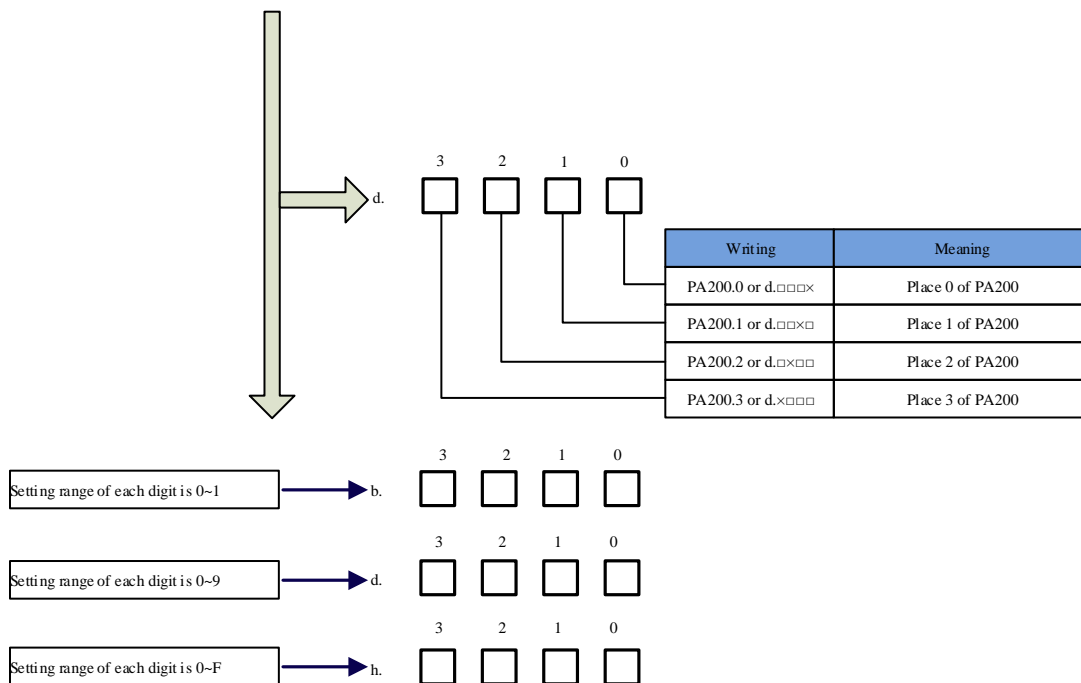 3 2 1 0
d.
Writing Meaning
PA200.0 or d.□□□× Place 0 of PA200
PA200.1 or d.□□×□ Place 1 of PA200
PA200.2 or d.□×□□ Place 2 of PA200
PA200.3 or d.×□□□ Place 3 of PA200
3 2 1 0
Setting range of each digit is 0~1 b.
3 2 1 0
Setting range of each digit is 0~9 d.
3 2 1 0
Setting range of each digit is 0~F h.